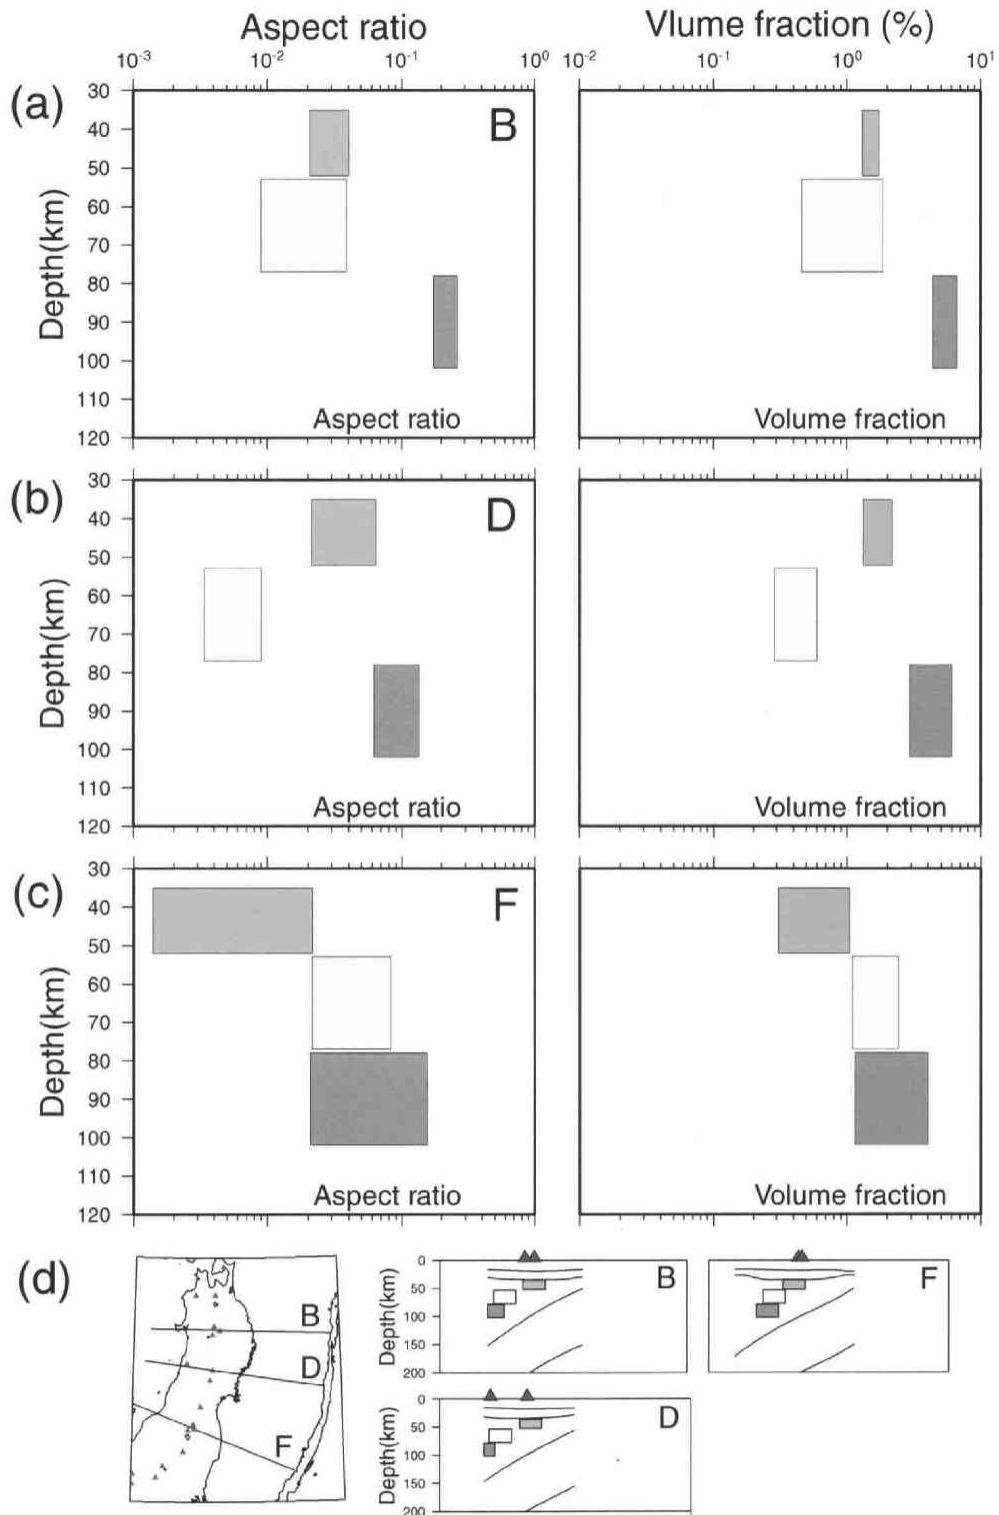 Aspect ratio
Vlume fraction (%)
10-3 10-2 10-1 100
10-2 10-1 100 101
(a)
B
30
40
50
60
70
80
90
100
110
120
Depth(km)
Aspect ratio
Volume fraction
(b)
D
30
40
50
60
70
80
90
100
110
120
Depth(km)
Aspect ratio
Volume fraction
(c)
F
30
40
50
60
70
80
90
100
110
120
Depth(km)
Aspect ratio
Volume fraction
(d)
B
D
F
0
50
100
150
200
Depth(km)
B
F
0
50
100
150
200
Depth(km)
D